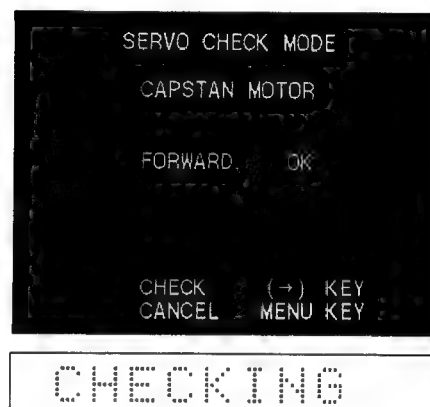 SERVO CHECK MODE
CAPSTAN MOTOR
FORWARD. OK
CHECK (→) KEY
CANCEL MENU KEY
CHECKING